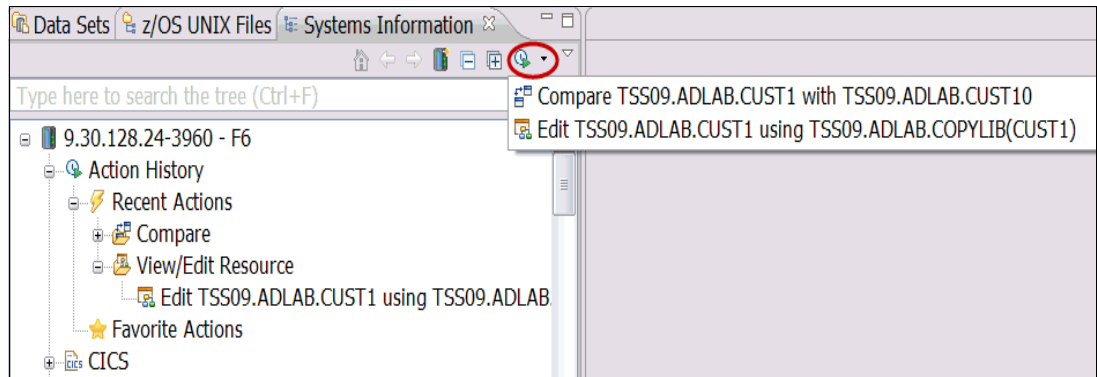 Data Sets z/OS UNIX Files Systems Information
Type here to search the tree (Ctrl+F)
Compare TSS09.ADLAB.CUST1 with TSS09.ADLAB.CUST10
Edit TSS09.ADLAB.CUST1 using TSS09.ADLAB.COPYLIB(CUST1)
9.30.128.24-3960 - F6
Action History
Recent Actions
Compare
View/Edit Resource
Edit TSS09.ADLAB.CUST1 using TSS09.ADLAB.
Favorite Actions
CICS CICS